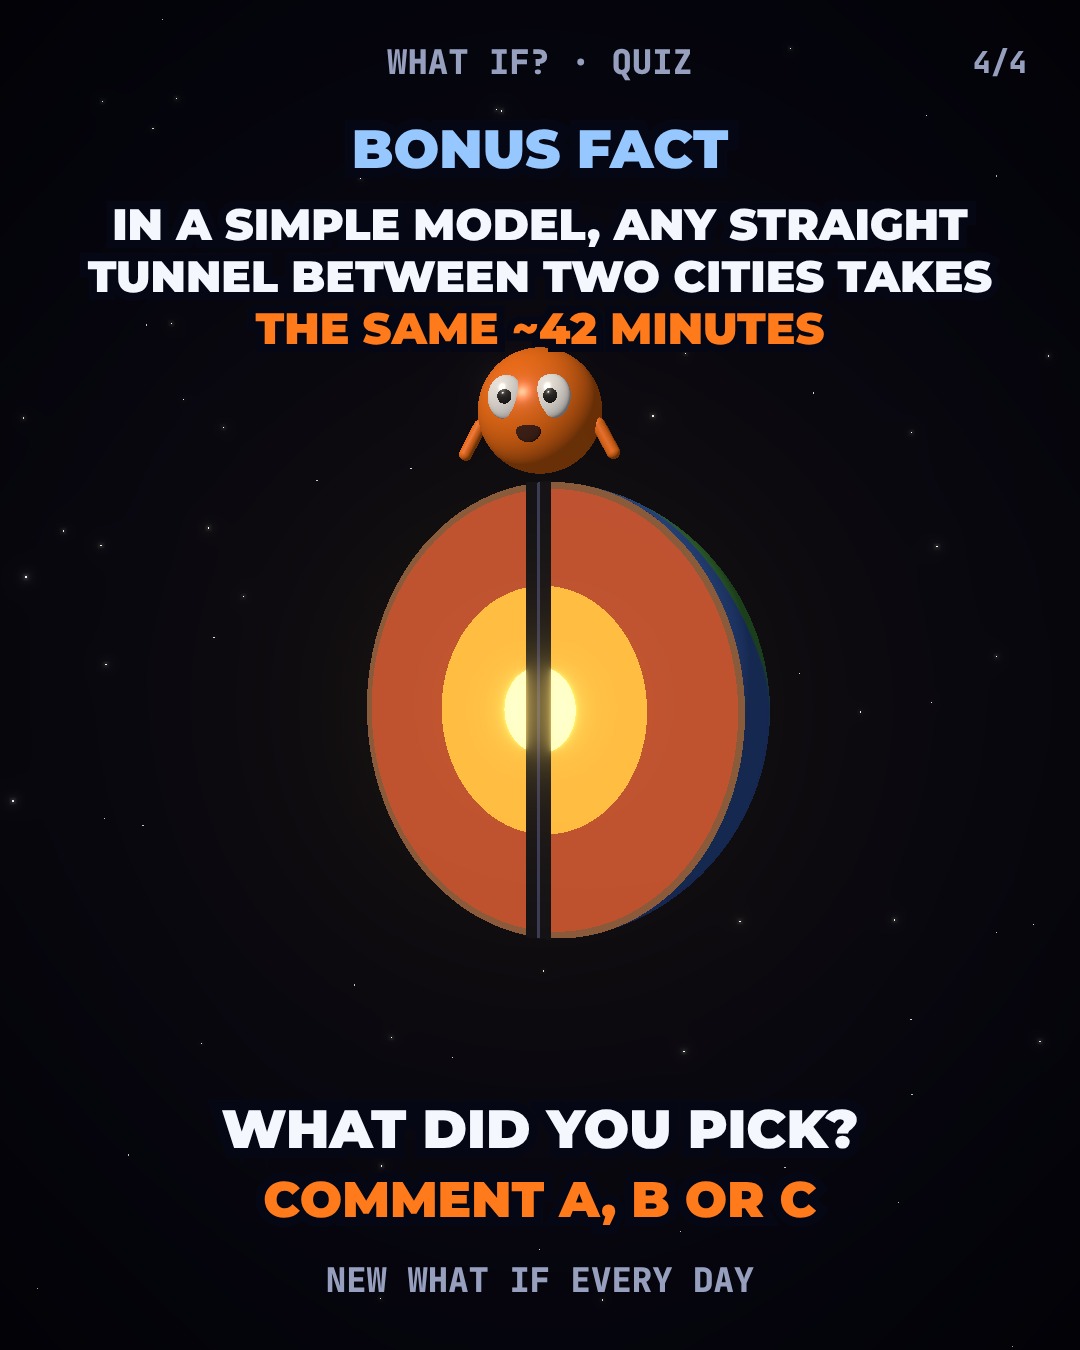 WHAT IF? · QUIZ
4/4
BONUS FACT
IN A SIMPLE MODEL, ANY STRAIGHT
TUNNEL BETWEEN TWO CITIES TAKES
THE SAME ~42 MINUTES
WHAT DID YOU PICK?
COMMENT A, B OR C
NEW WHAT IF EVERY DAY